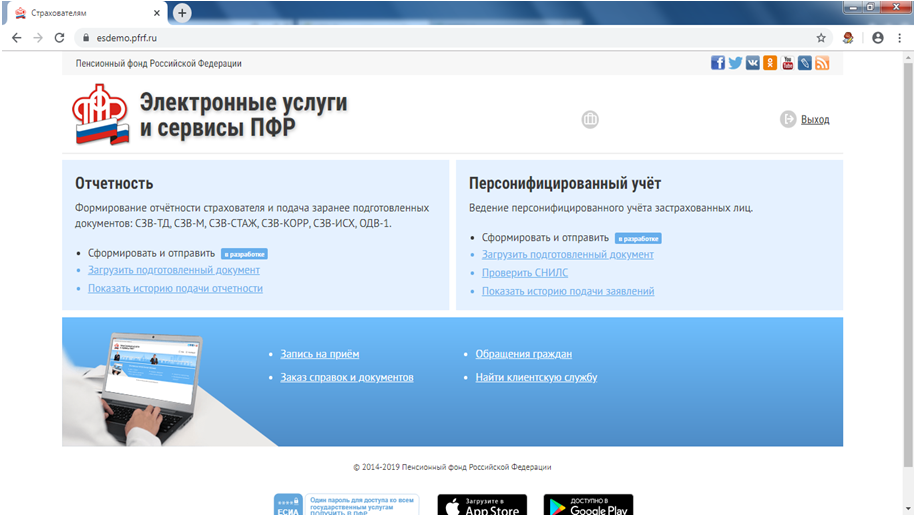 Страхователям
esdemo.pfrf.ru
Пенсионный фонд Российской Федерации
You
Tube
Электронные услуги
и сервисы ПФР
Выход
Отчетность
Формирование отчётности страхователя и подача заранее подготовленных
документов: СЗВ-ТД, СЗВ-М, СЗВ-СТАЖ, СЗВ-КОРР, СЗВ-ИСХ, ОДВ-1.
• Сформировать и отправить в разработке
• Загрузить подготовленный документ
• Показать историю подачи отчетности
Персонифицированный учёт
Ведение персонифицированного учёта застрахованных лиц.
• Сформировать и отправить в разработке
• Загрузить подготовленный документ
• Проверить СНИЛС
• Показать историю подачи заявлений
• Запись на приём
• Заказ справок и документов
• Обращения граждан
• Найти клиентскую службу
© 2014-2019 Пенсионный фонд Российской Федерации
ЕСИА
Один пароль для доступа ко всем
государственным услугам
ПОЛУЧИТЬ В ПФР
Загрузите в
App Store
ДОСТУПНО В
Google Play